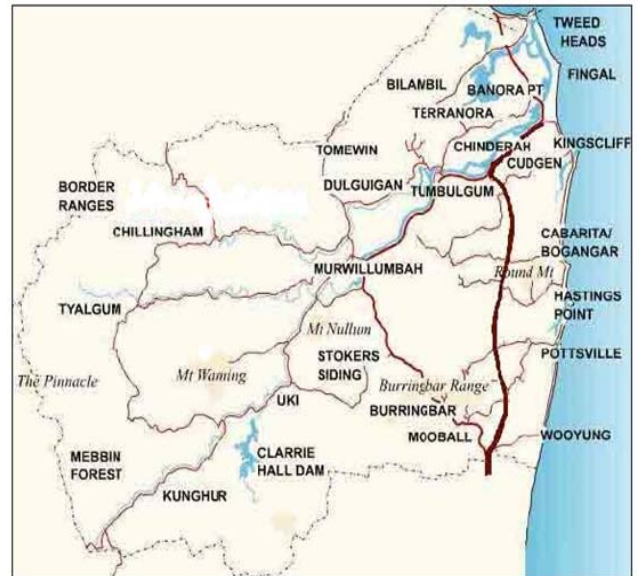 TWEED
HEADS
FINGAL
BILAMBIL
BANORA PT
TERRANORA
TOMEWIN
CHINDERAH
KINGSCLIFF
CUDGEN
DULGUIGAN
TUMBULGUM
BORDER
RANGES
CHILLINGHAM
CABARITA/
BOGANGAR
MURWILLUMBAH
Round Mt
HASTINGS
POINT
TYALGUM
Mt Nullum
STOKERS
SIDING
POTTSVILLE
The Pinnacle
Mt Warning
Burringbar Range
UKI
BURRINGBAR
MOOBALL
WOOYUNG
MEBBIN
FOREST
CLARRIE
HALL DAM
KUNGHUR